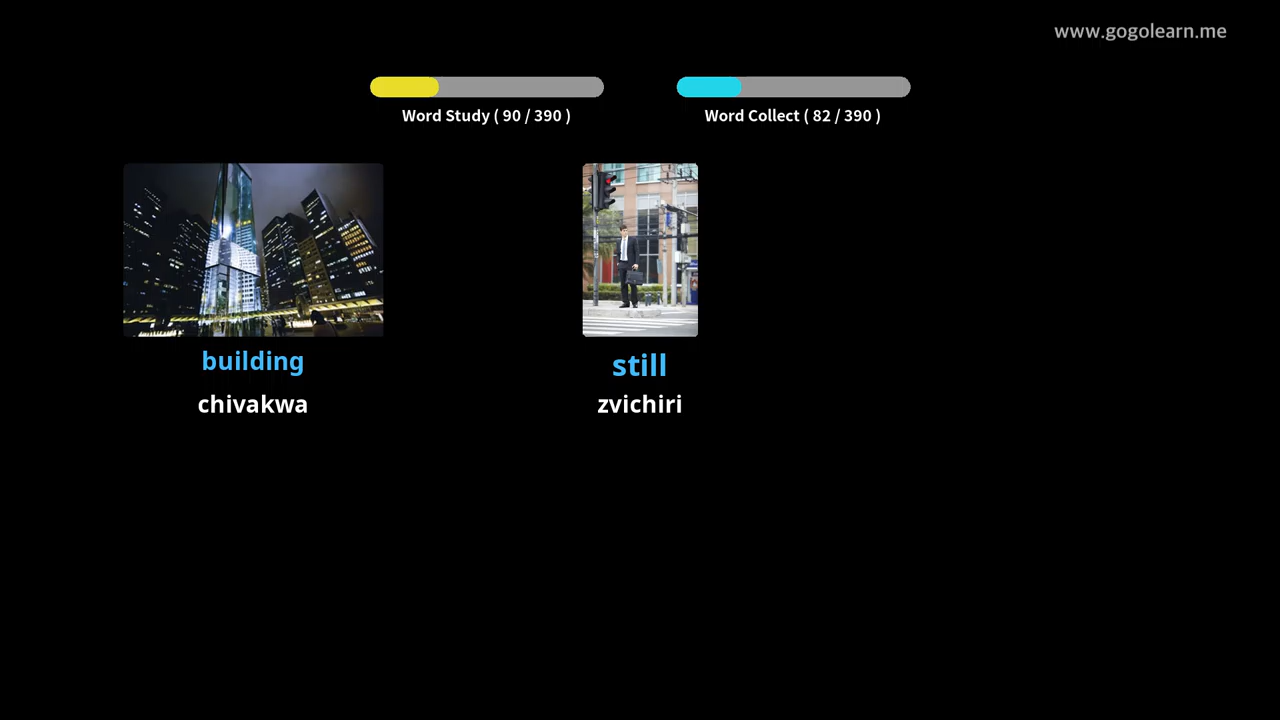 www.gogolearn.me
Word Study ( 90 / 390 )
Word Collect ( 82 / 390 )
building
chivakwa
still
zvichiri